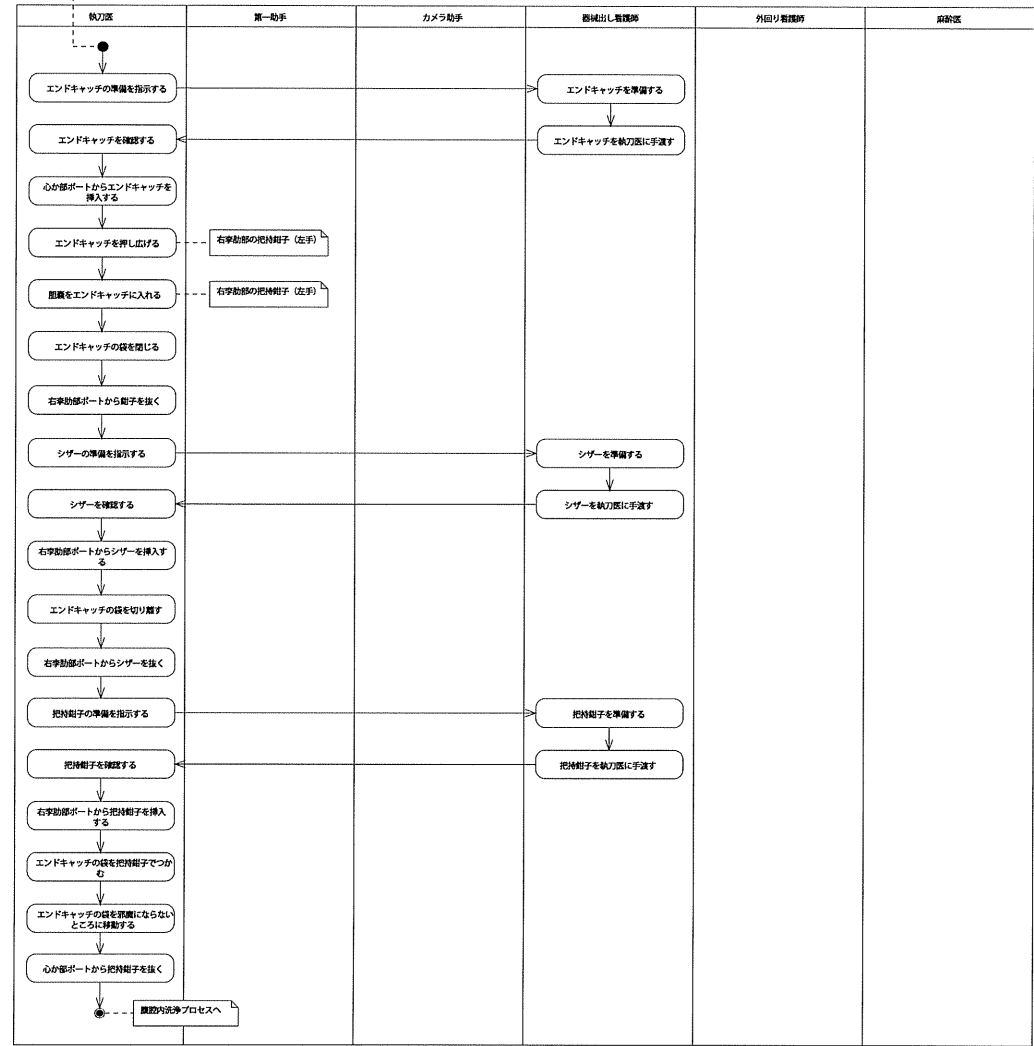 執刀医
第一助手
カメラ助手
器械出し看護師
外回り看護師
麻酔医
エンドキャッチの準備を指示する
エンドキャッチを準備する
エンドキャッチを確認する
エンドキャッチを執刀医に手渡す
心か部ポートからエンドキャッチを
挿入する
エンドキャッチを押し広げる
右季肋部の把持鉗子（左手）
胆嚢をエンドキャッチに入れる
右季肋部の把持鉗子（左手）
エンドキャッチの袋を閉じる
右季肋部ポートから鉗子を抜く
シザーの準備を指示する
シザーを準備する
シザーを確認する
シザーを執刀医に手渡す
右季肋部ポートからシザーを挿入す
る
エンドキャッチの袋を切り離す
右季肋部ポートからシザーを抜く
把持鉗子の準備を指示する
把持鉗子を準備する
把持鉗子を確認する
把持鉗子を執刀医に手渡す
右季肋部ポートから把持鉗子を挿入
する
エンドキャッチの袋を把持鉗子でつか
む
エンドキャッチの袋を邪魔にならない
ところに移動する
心か部ポートから把持鉗子を抜く
腹腔内洗浄プロセスへ